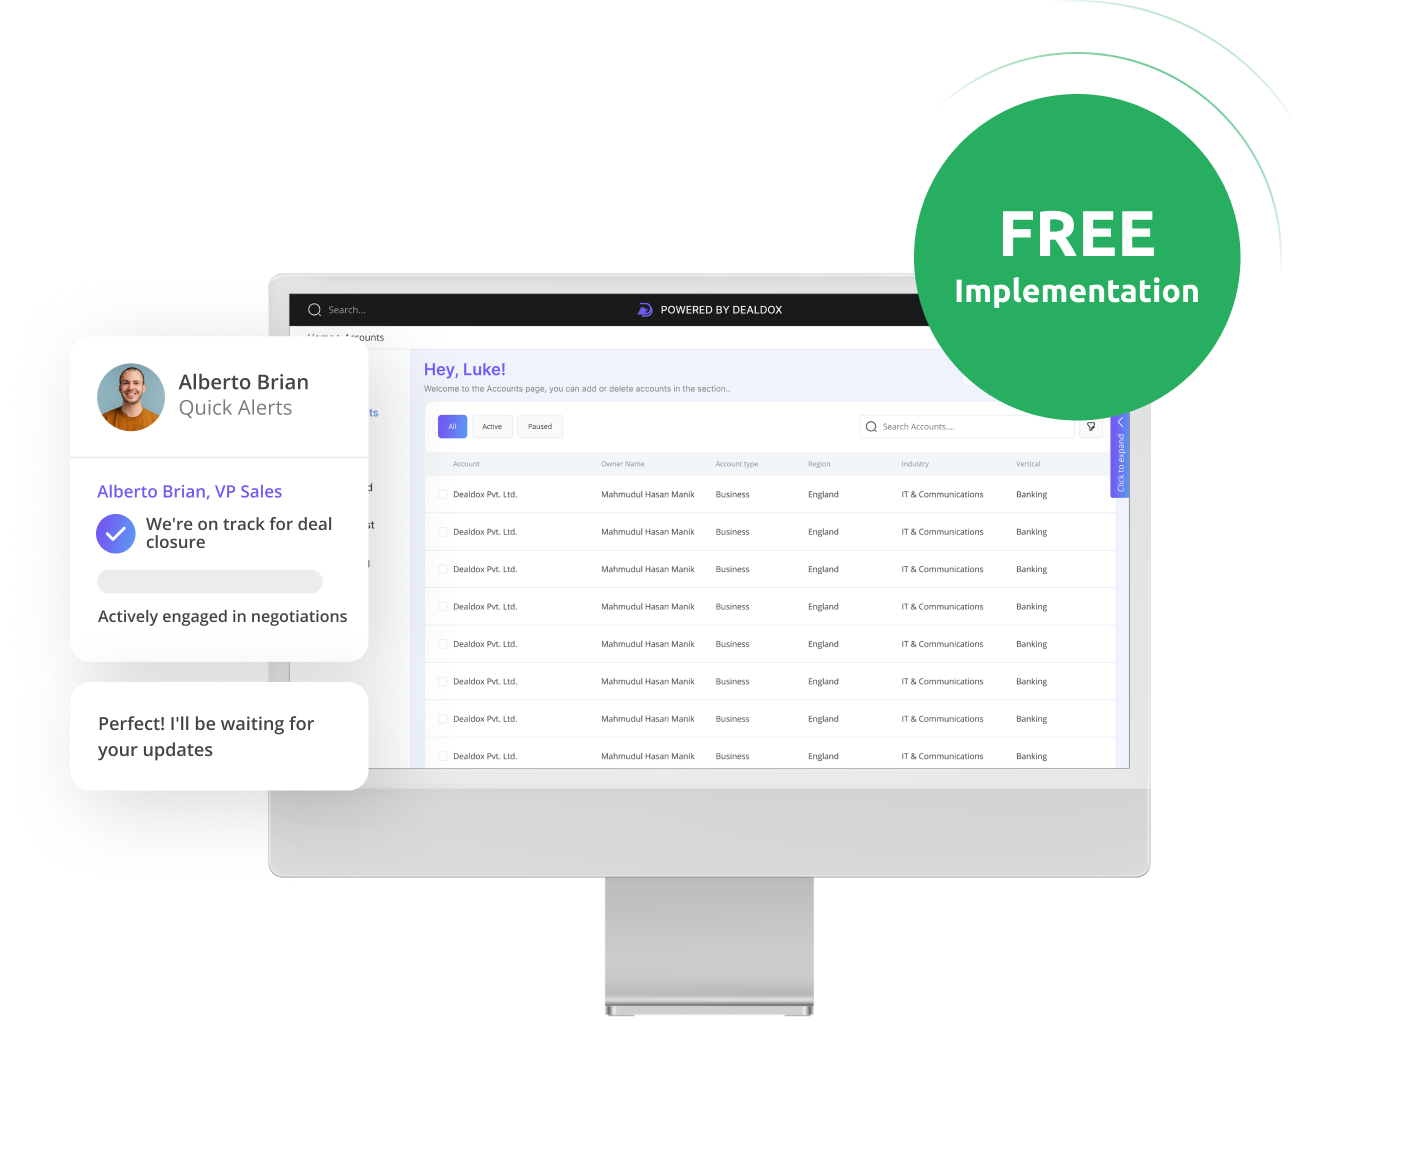 FREE
Implementation
Search...
POWERED BY DEALDOX
Accounts
Hey, Luke!
Welcome to the Accounts page, you can add or delete accounts in the section..
All Active Paused
Search Accounts....
Click to expand
Account Owner Name Account type Region Industry Vertical
Dealdox Pvt. Ltd. Mahmudul Hasan Manik Business England IT & Communications Banking
Dealdox Pvt. Ltd. Mahmudul Hasan Manik Business England IT & Communications Banking
Dealdox Pvt. Ltd. Mahmudul Hasan Manik Business England IT & Communications Banking
Dealdox Pvt. Ltd. Mahmudul Hasan Manik Business England IT & Communications Banking
Dealdox Pvt. Ltd. Mahmudul Hasan Manik Business England IT & Communications Banking
Dealdox Pvt. Ltd. Mahmudul Hasan Manik Business England IT & Communications Banking
Dealdox Pvt. Ltd. Mahmudul Hasan Manik Business England IT & Communications Banking
Dealdox Pvt. Ltd. Mahmudul Hasan Manik Business England IT & Communications Banking
Alberto Brian
Quick Alerts
Alberto Brian, VP Sales
We're on track for deal
closure
Actively engaged in negotiations
Perfect! I'll be waiting for
your updates